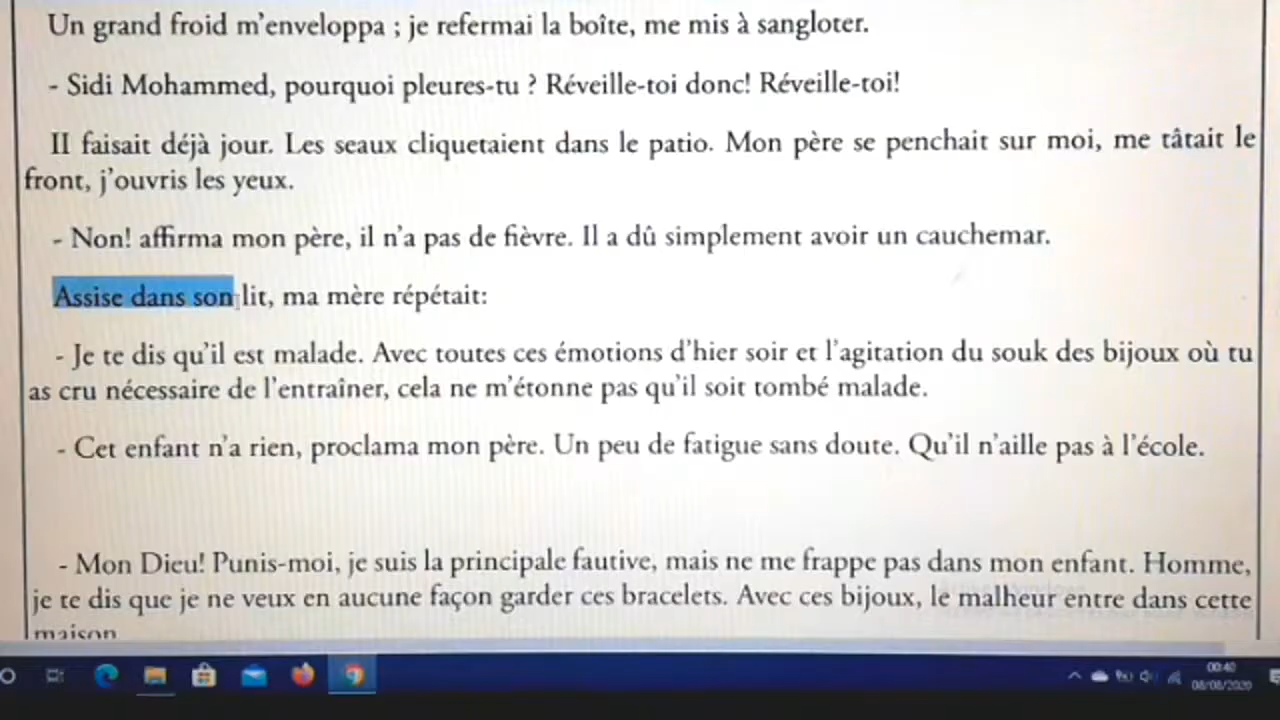 Un grand froid m'enveloppa ; je refermai la boîte, me mis à sangloter.
- Sidi Mohammed, pourquoi pleures-tu ? Réveille-toi donc! Réveille-toi!
II faisait déjà jour. Les seaux cliquetaient dans le patio. Mon père se penchait sur moi, me tâtait le
front, j'ouvris les yeux.
- Non! affirma mon père, il n'a pas de fièvre. Il a dû simplement avoir un cauchemar.
Assise dans son lit, ma mère répétait:
- Je te dis qu'il est malade. Avec toutes ces émotions d'hier soir et l'agitation du souk des bijoux où tu
as cru nécessaire de l'entraîner, cela ne m'étonne pas qu'il soit tombé malade.
- Cet enfant n'a rien, proclama mon père. Un peu de fatigue sans doute. Qu'il n'aille pas à l'école.
- Mon Dieu! Punis-moi, je suis la principale fautive, mais ne me frappe pas dans mon enfant. Homme,
je te dis que je ne veux en aucune façon garder ces bracelets. Avec ces bijoux, le malheur entre dans cette
maison
00:40
08/08/2020